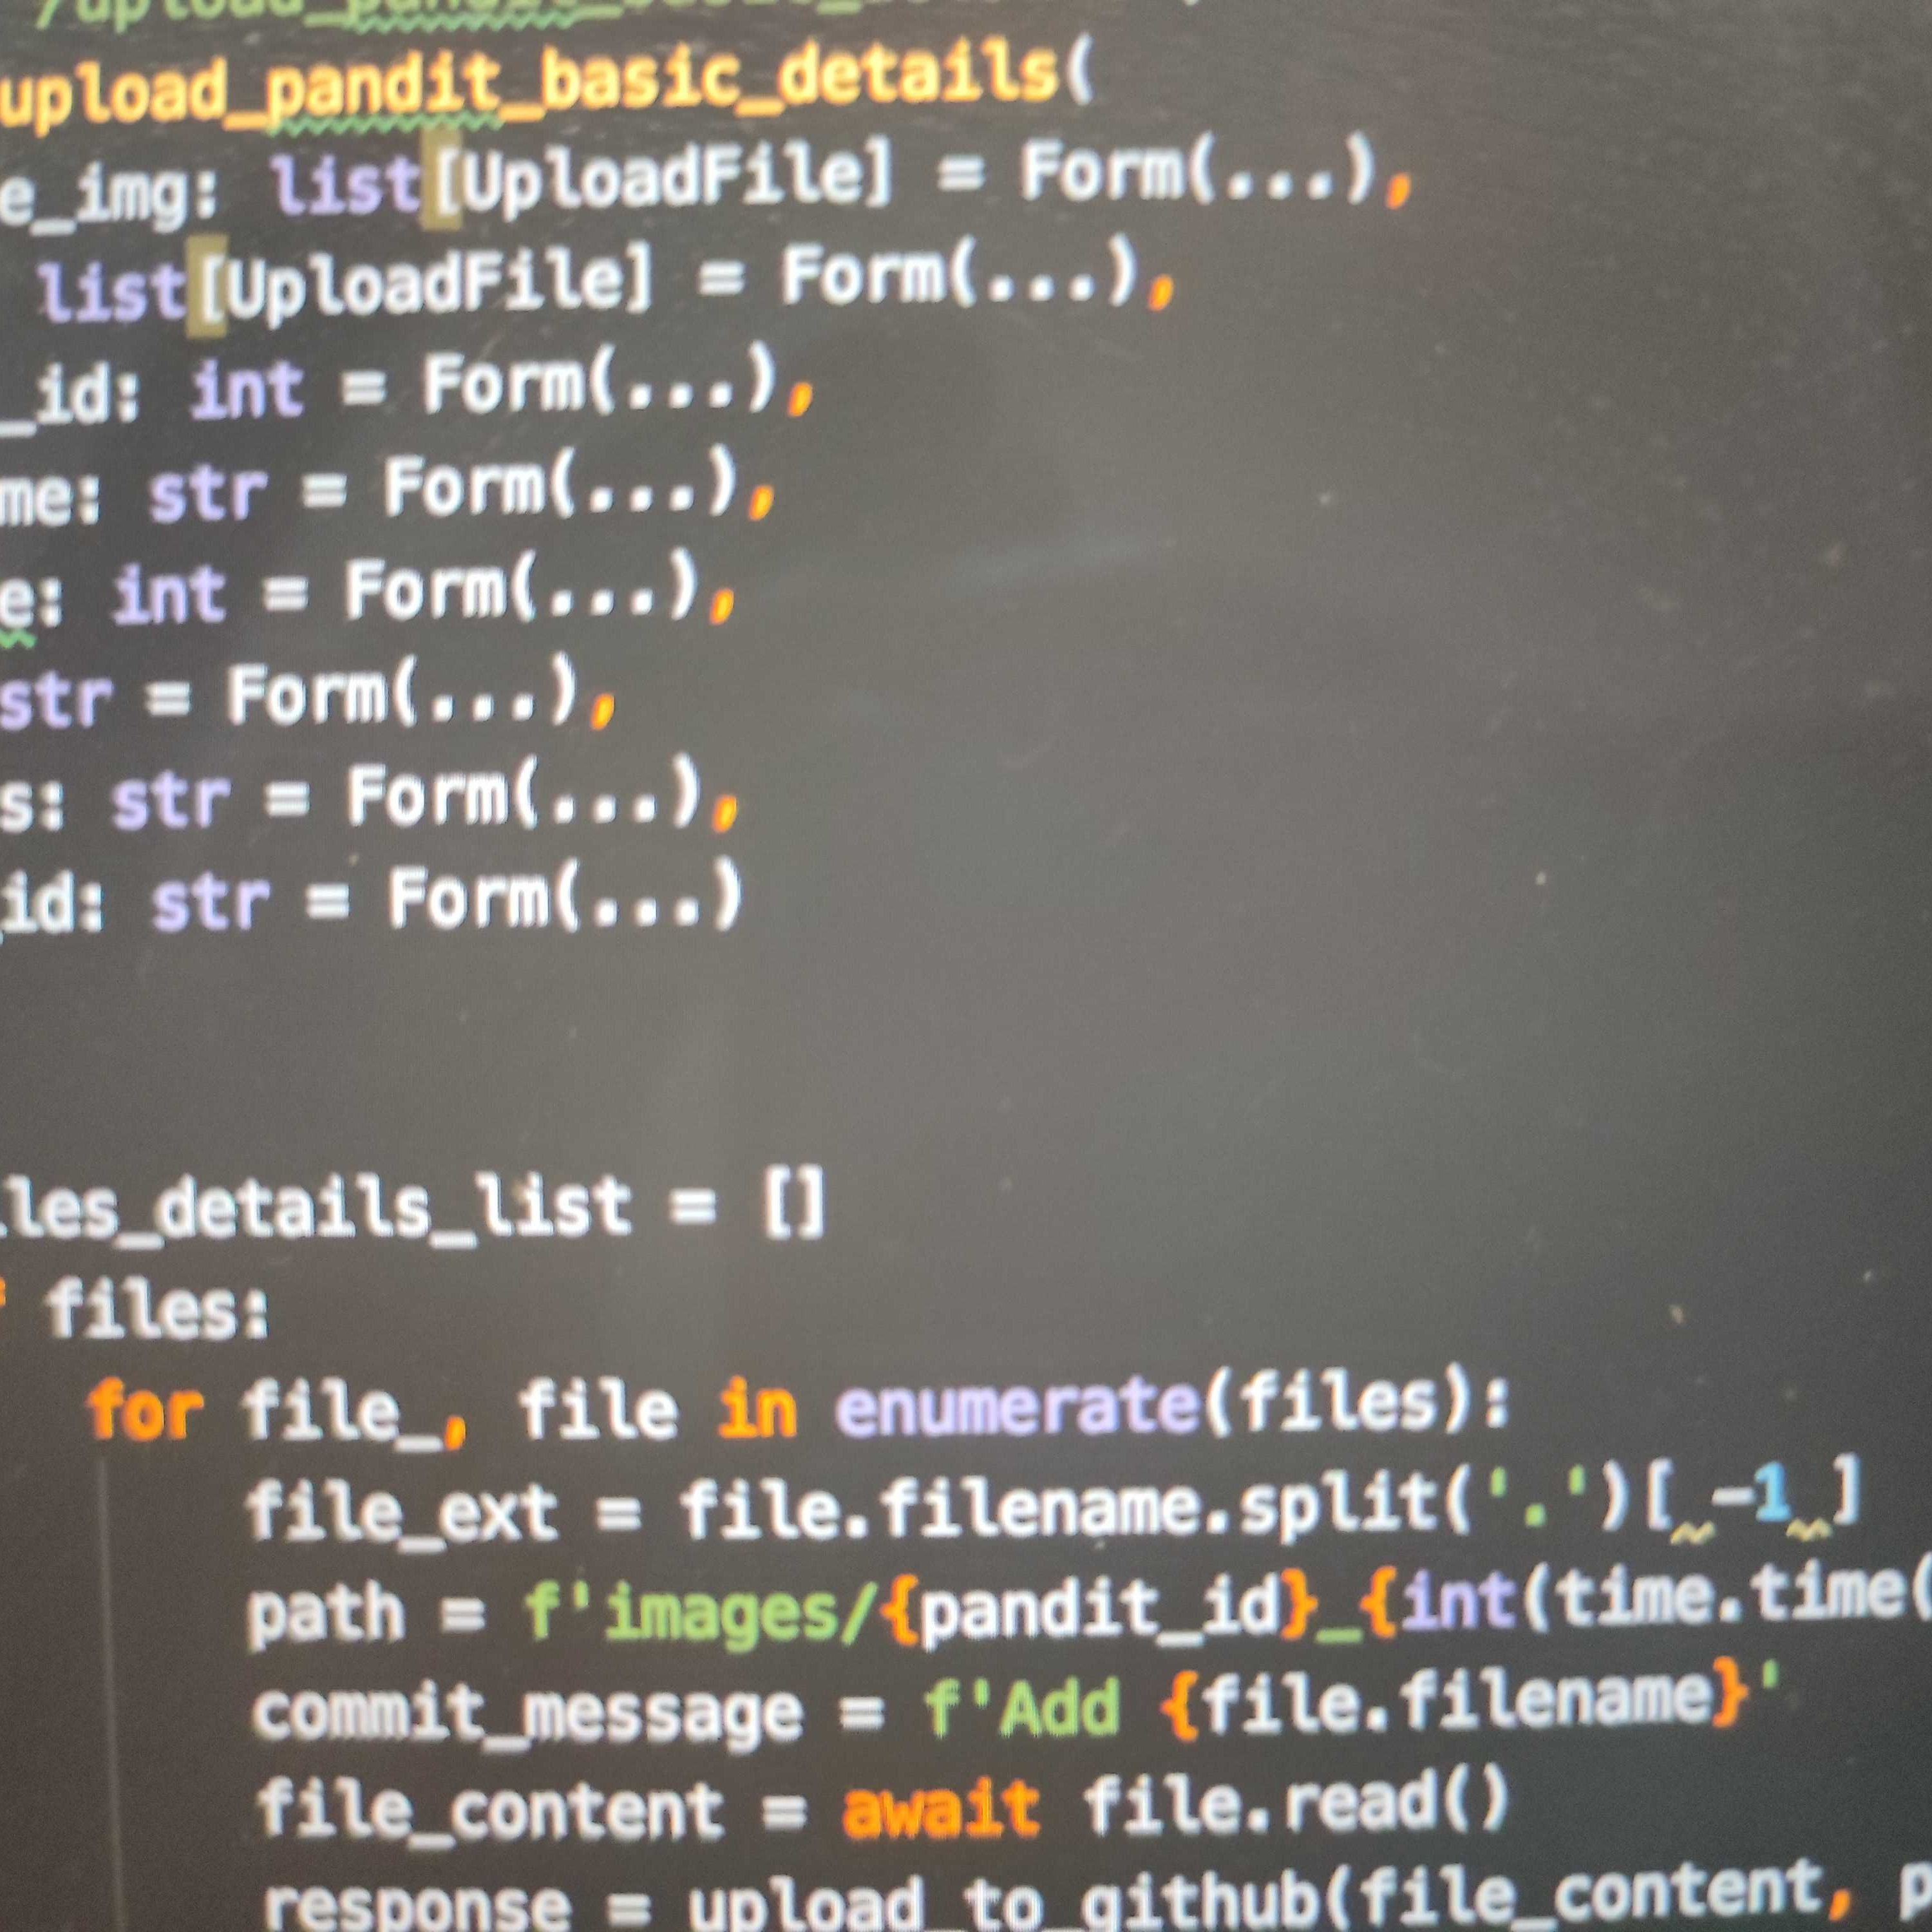 /upload_pandit_basic_details
upload_pandit_basic_details(
e_img: list[UploadFile] = Form(...),
list[UploadFile] = Form(...),
_id: int = Form(...),
me: str = Form(...),
e: int = Form(...),
str = Form(...),
s: str = Form(...),
id: str = Form(...)
les_details_list = []
files:
for file_, file in enumerate(files):
file_ext = file.filename.split('.')[-1]
path = f'images/{pandit_id}_{int(time.time(
commit_message = f'Add {file.filename}'
file_content = await file.read()
response = upload_to_github(file_content, p